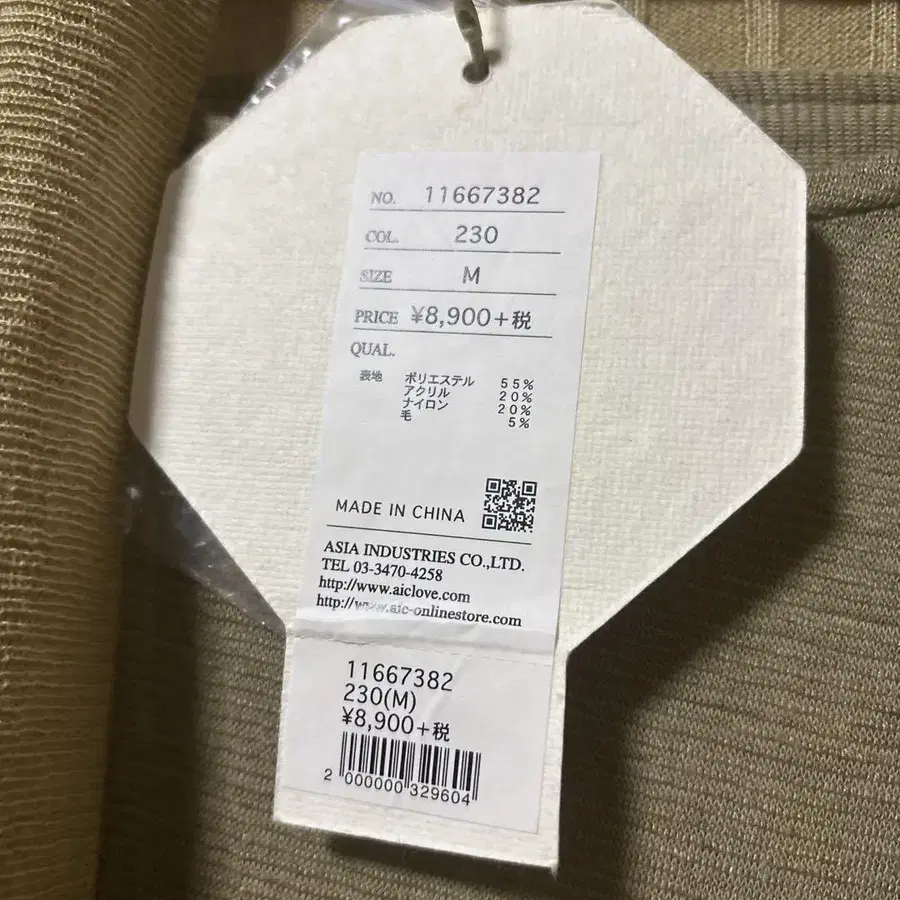 NO. 11667382
COL. 230
SIZE M
PRICE ¥8,900+税
QUAL.
表地 ポリエステル 55%
アクリル 20%
ナイロン 20%
毛 5%
MADE IN CHINA
ASIA INDUSTRIES CO.,LTD.
TEL 03-3470-4258
http://www.aiclove.com
http://www.aic-onlinestore.com
11667382
230(M)
¥8,900+税
2 000000 329604